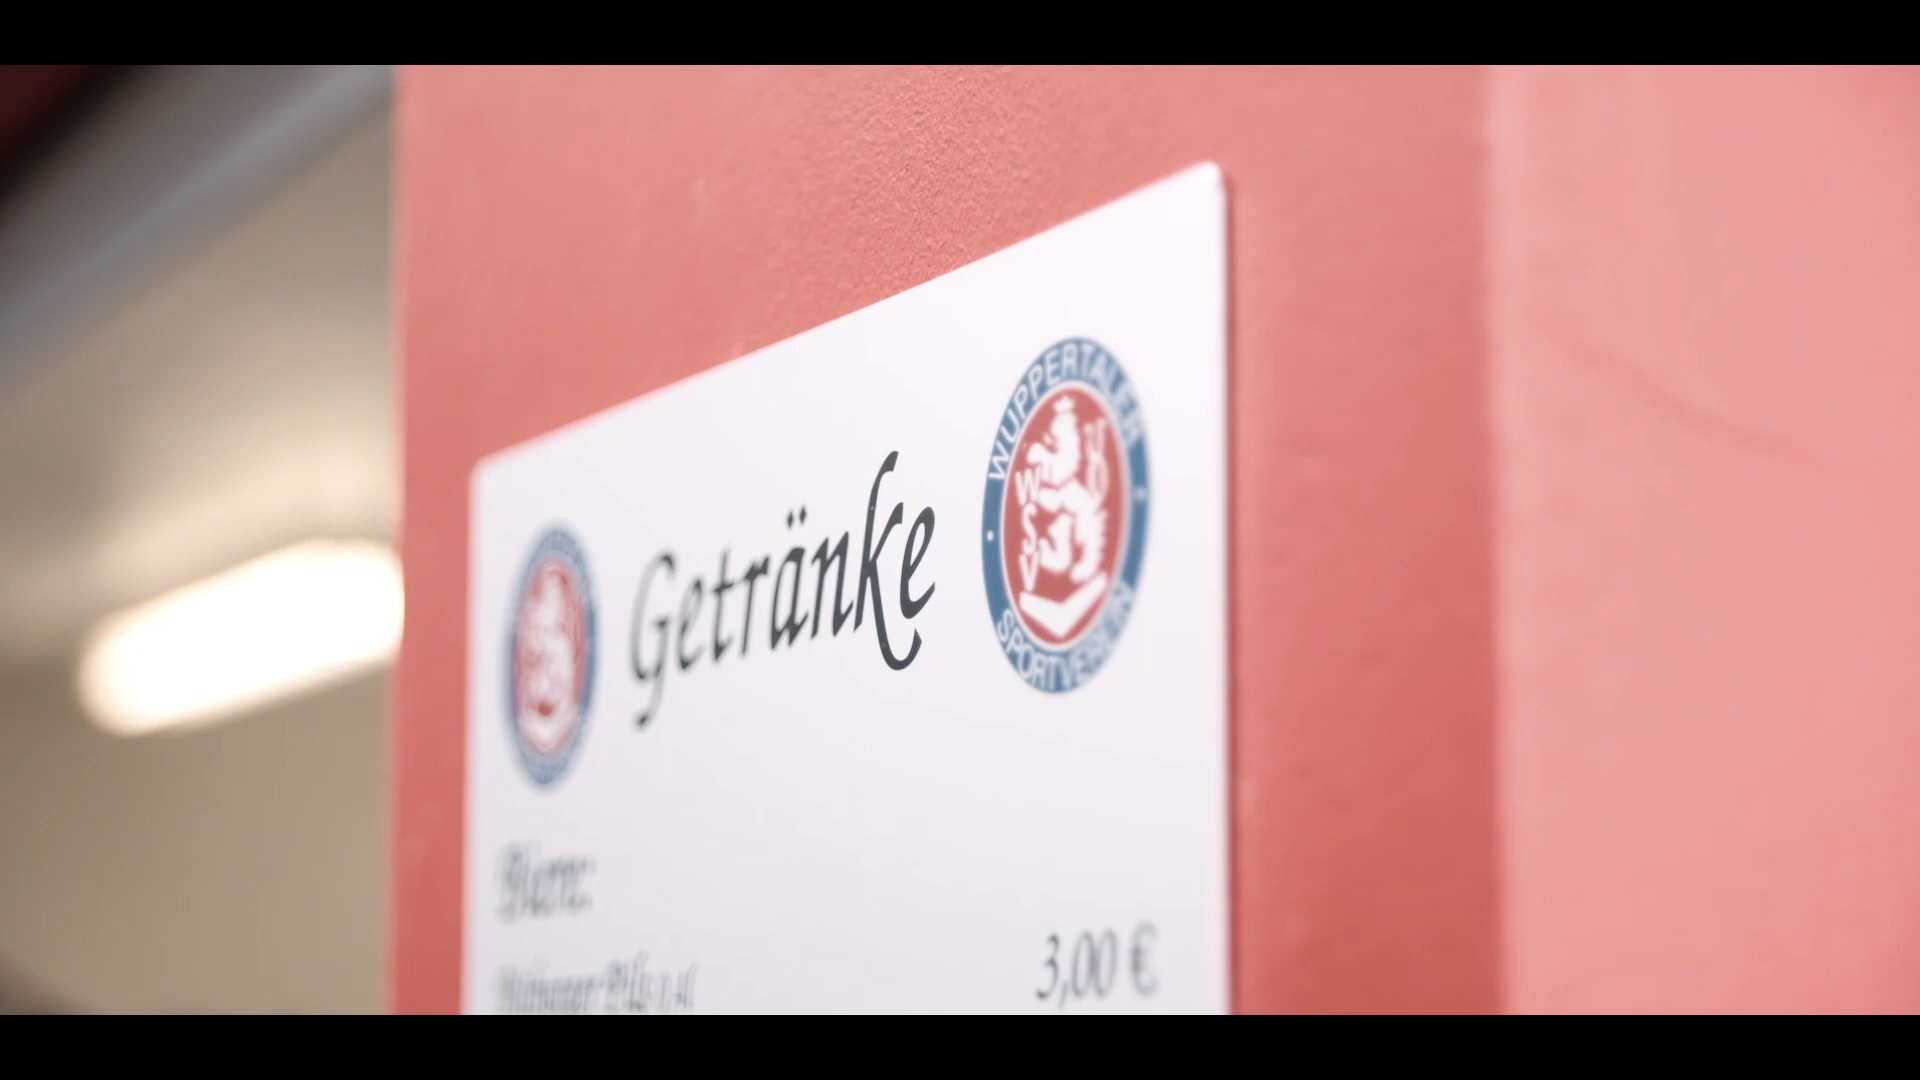 Getränke
WUPPERTALER
WSV
SPORTVEREIN
Biere:
3,00 €